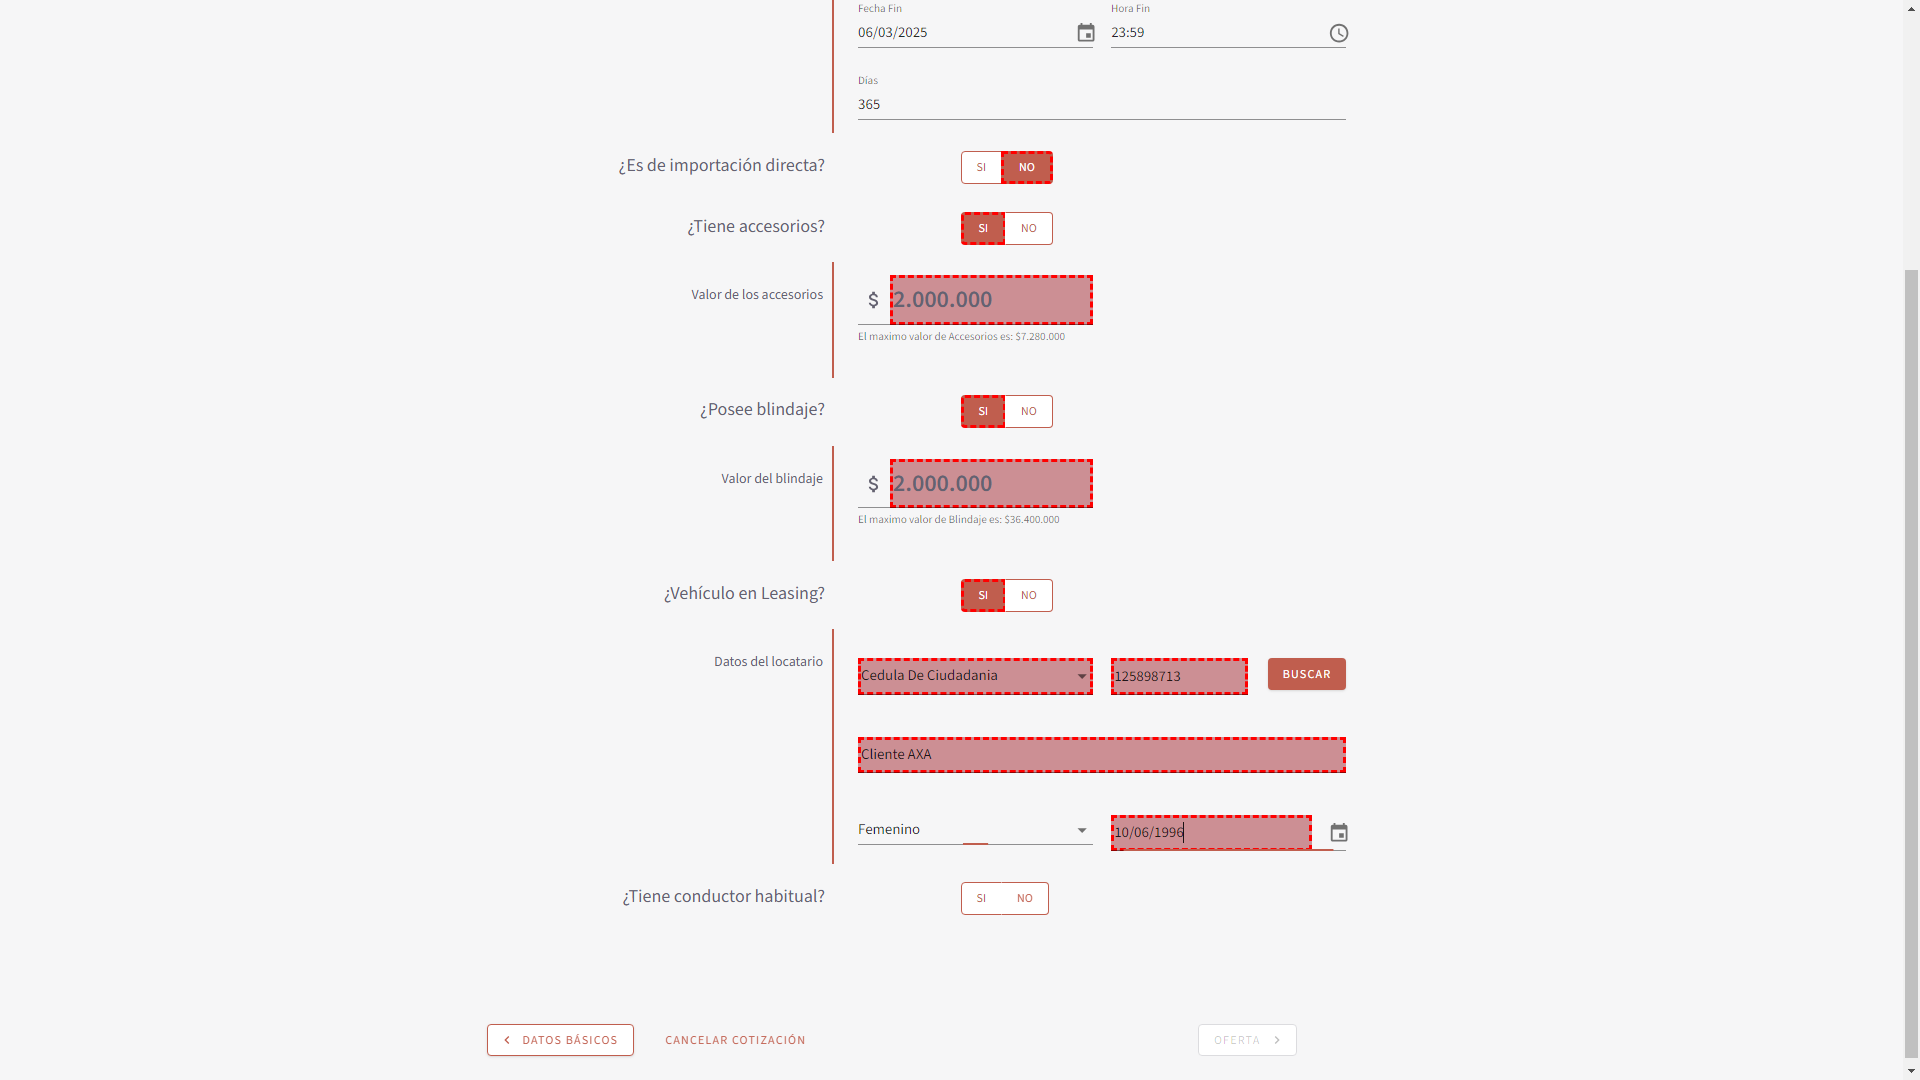 Fecha Fin
Hora Fin
06/03/2025
23:59
Días
365
¿Es de importación directa?
SI
NO
¿Tiene accesorios?
SI
NO
Valor de los accesorios
$ 2.000.000
El maximo valor de Accesorios es: $7.280.000
¿Posee blindaje?
SI
NO
Valor del blindaje
$ 2.000.000
El maximo valor de Blindaje es: $36.400.000
¿Vehículo en Leasing?
SI
NO
Datos del locatario
Cedula De Ciudadania
125898713
BUSCAR
Cliente AXA
Femenino
10/06/1996
¿Tiene conductor habitual?
SI
NO
DATOS BÁSICOS
CANCELAR COTIZACIÓN
OFERTA